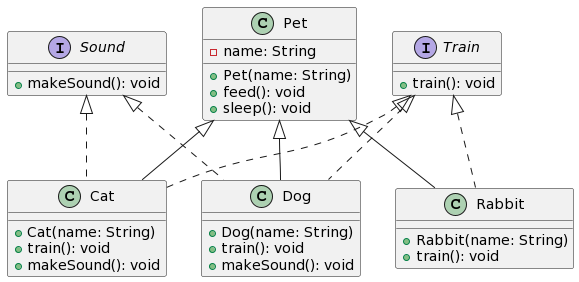 I Sound
makeSound(): void
C Pet
name: String
Pet(name: String)
feed(): void
sleep(): void
I Train
train(): void
C Cat
Cat(name: String)
train(): void
makeSound(): void
C Dog
Dog(name: String)
train(): void
makeSound(): void
C Rabbit
Rabbit(name: String)
train(): void